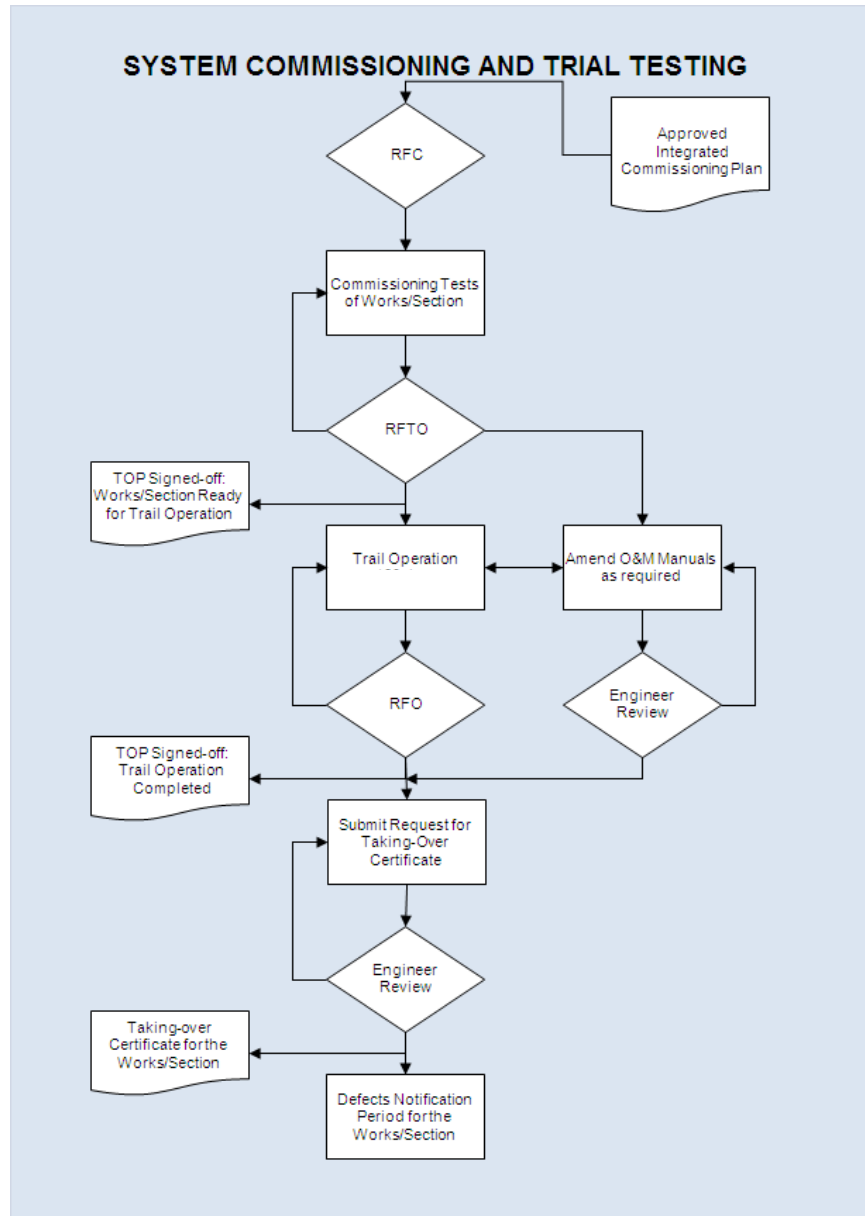 SYSTEM COMMISSIONING AND TRIAL TESTING
RFC
Approved
Integrated
Commissioning Plan
Commissioning Tests
of Works/Section
RFTO
TOP Signed-off:
Works/Section Ready
for Trail Operation
Trail Operation
Amend O&M Manuals
as required
RFO
Engineer
Review
TOP Signed-off:
Trail Operation
Completed
Submit Request for
Taking-Over
Certificate
Engineer
Review
Taking-over
Certificate for the
Works/Section
Defects Notification
Period for the
Works/Section